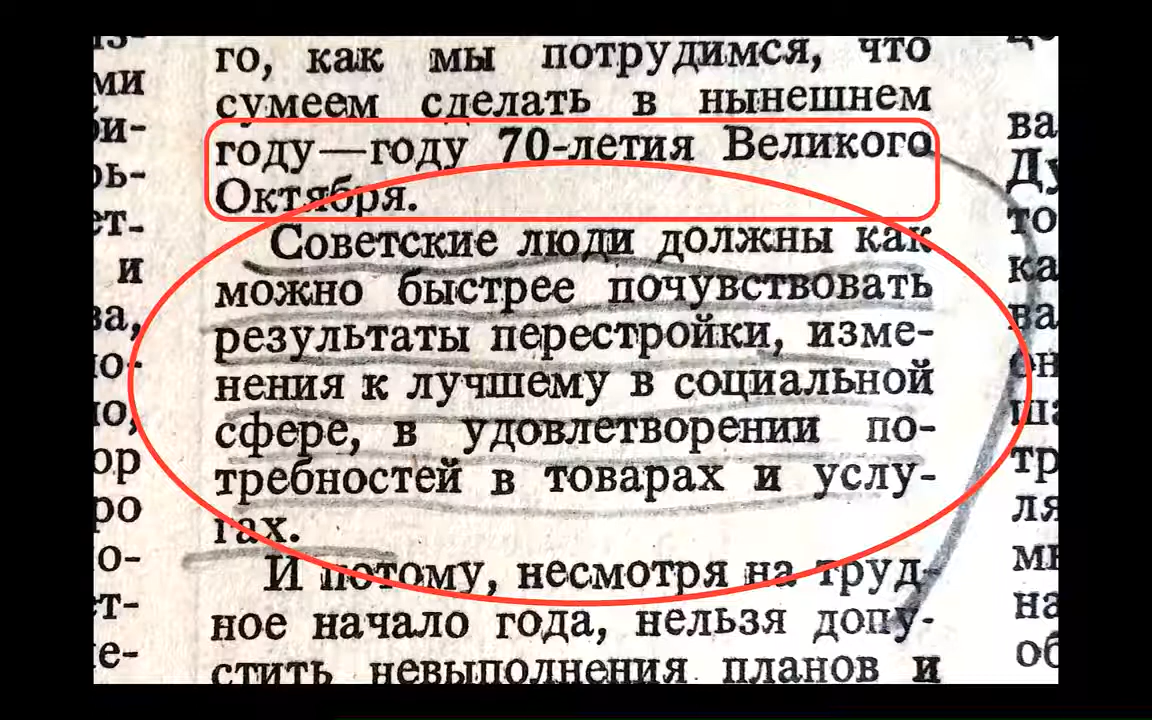 го, как мы потрудимся, что
сумеем сделать в нынешнем
году—году 70-летия Великого
Октября.
Советские люди должны как
можно быстрее почувствовать
результаты перестройки, изме-
нения к лучшему в социальной
сфере, в удовлетворении по-
требностей в товарах и услу-
гах.
И потому, несмотря на труд-
ное начало года, нельзя допу-
стить невыполнения планов и